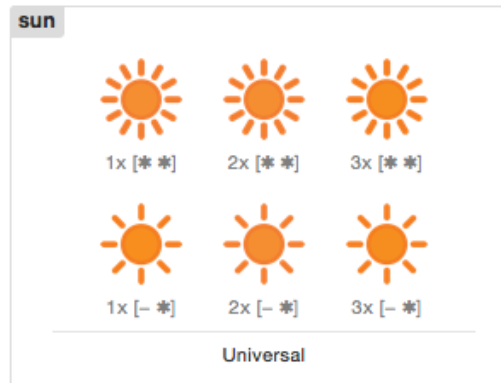 sun
1x [✱ ✱] 2x [✱ ✱] 3x [✱ ✱]
1x [– ✱] 2x [– ✱] 3x [– ✱]
Universal